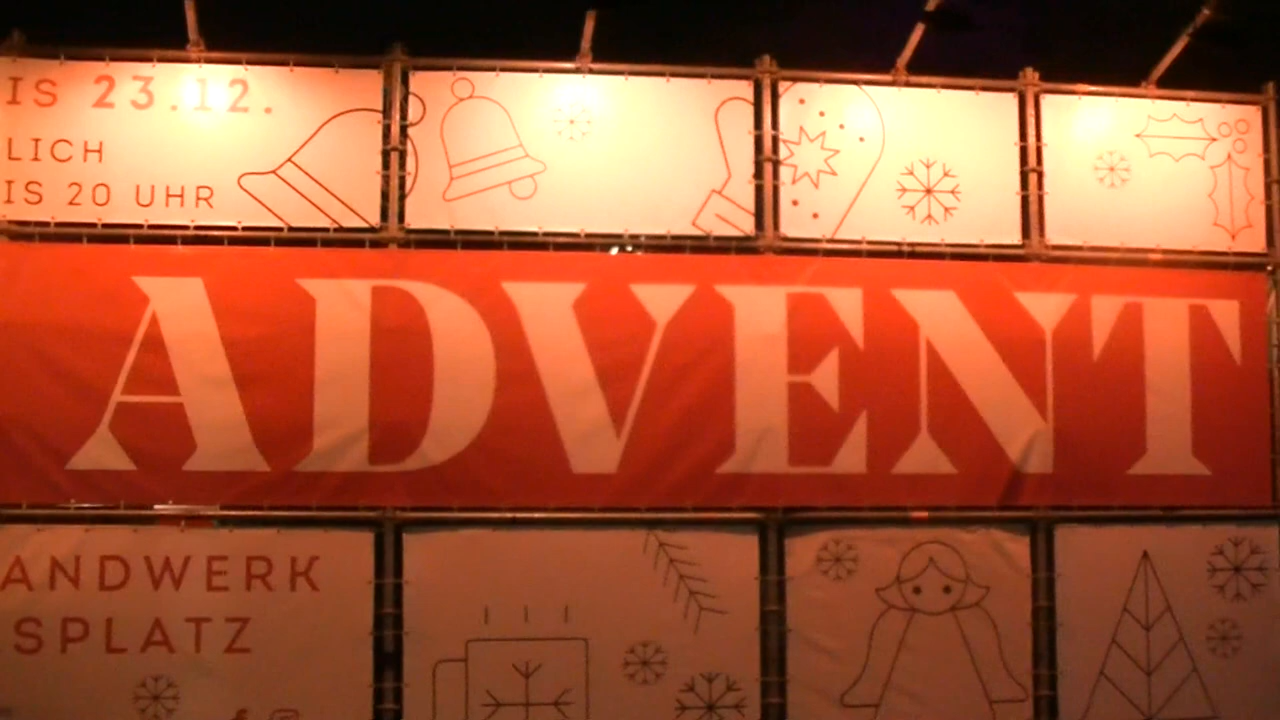 IS 23.12.
LICH
IS 20 UHR
ADVENT
ANDWERK
SPLATZ